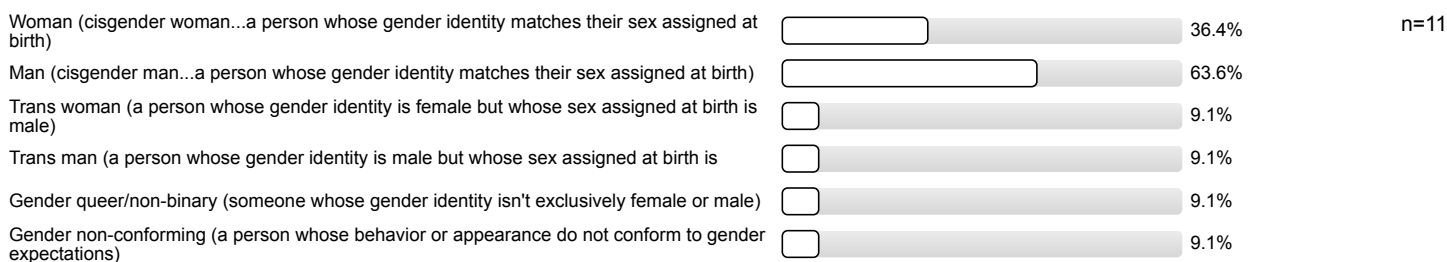 Woman (cisgender woman...a person whose gender identity matches their sex assigned at
birth)
36.4%
n=11
Man (cisgender man...a person whose gender identity matches their sex assigned at birth)
63.6%
Trans woman (a person whose gender identity is female but whose sex assigned at birth is
male)
9.1%
Trans man (a person whose gender identity is male but whose sex assigned at birth is
9.1%
Gender queer/non-binary (someone whose gender identity isn't exclusively female or male)
9.1%
Gender non-conforming (a person whose behavior or appearance do not conform to gender
expectations)
9.1%